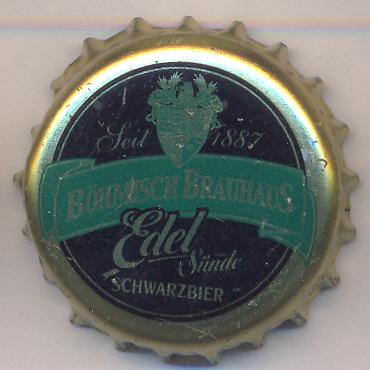 Seit 1887
BÖHMISCH BRAUHAUS
Edel
Sünde
SCHWARZBIER